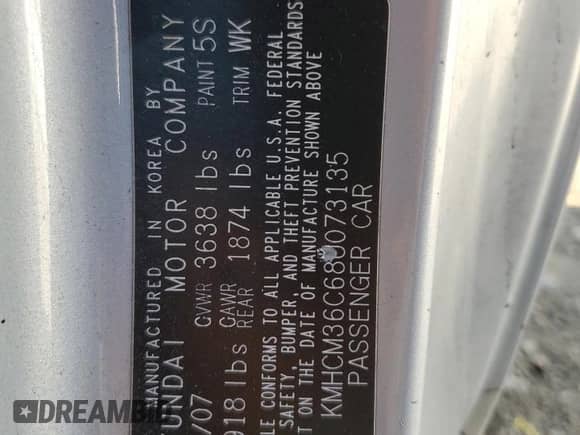 MANUFACTURED IN KOREA BY
UNDAI MOTOR COMPANY
/07 GVWR 3638 lbs PAINT 5S
918 lbs GAWR REAR 1874 lbs TRIM WK
LE CONFORMS TO ALL APPLICABLE U.S.A. FEDERAL
SAFETY, BUMPER, AND THEFT PREVENTION STANDARDS
T ON THE DATE OF MANUFACTURE SHOWN ABOVE
KMHCM36C68U073135
PASSENGER CAR
AUTOBIDMASTER